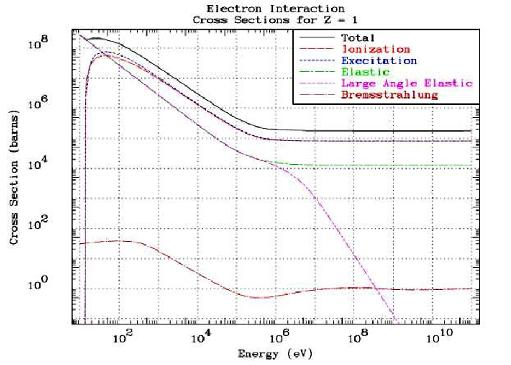 Electron Interaction
Cross Sections for Z = 1
Total
Ionization
Excitation
Elastic
Large Angle Elastic
Bremsstrahlung
Cross Section (barns)
10^8
10^6
10^4
10^2
10^0
10^2 10^4 10^6 10^8 10^10
Energy (eV)